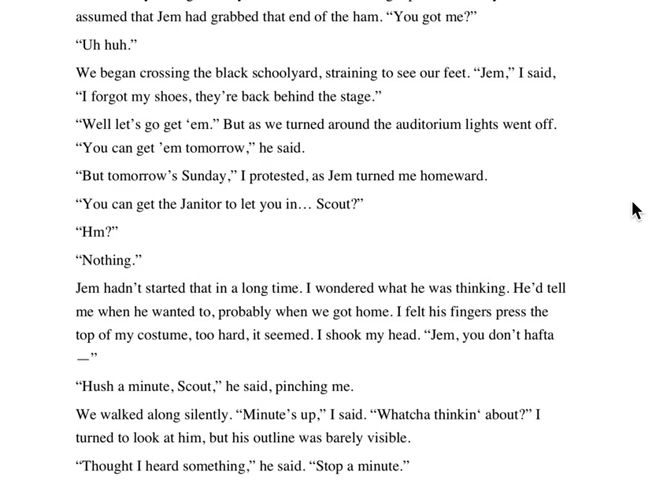 assumed that Jem had grabbed that end of the ham. “You got me?”
“Uh huh.”
We began crossing the black schoolyard, straining to see our feet. “Jem,” I said,
“I forgot my shoes, they’re back behind the stage.”
“Well let’s go get ‘em.” But as we turned around the auditorium lights went off.
“You can get ’em tomorrow,” he said.
“But tomorrow’s Sunday,” I protested, as Jem turned me homeward.
“You can get the Janitor to let you in… Scout?”
“Hm?”
“Nothing.”
Jem hadn’t started that in a long time. I wondered what he was thinking. He’d tell
me when he wanted to, probably when we got home. I felt his fingers press the
top of my costume, too hard, it seemed. I shook my head. “Jem, you don’t hafta
—”
“Hush a minute, Scout,” he said, pinching me.
We walked along silently. “Minute’s up,” I said. “Whatcha thinkin‘ about?” I
turned to look at him, but his outline was barely visible.
“Thought I heard something,” he said. “Stop a minute.”